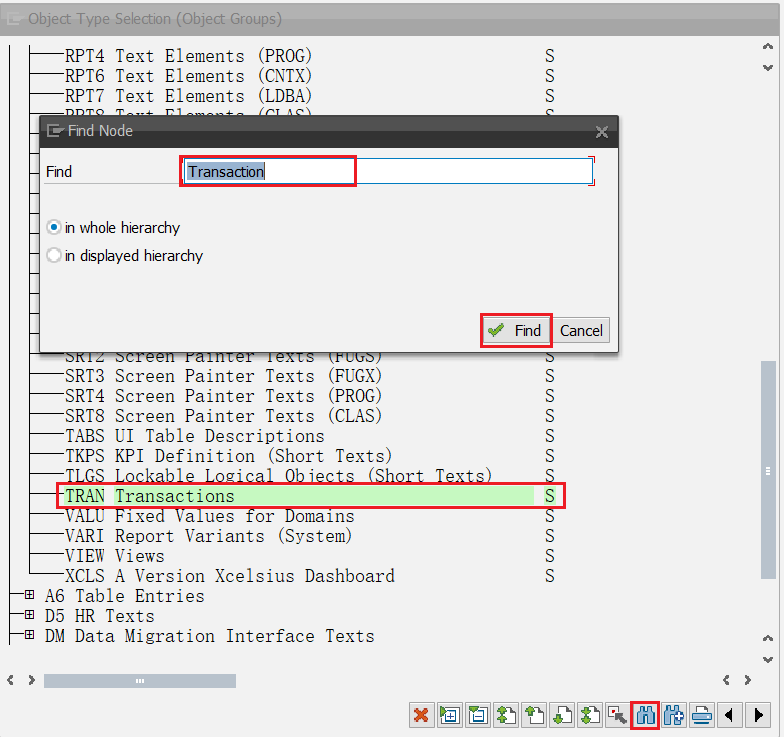 Object Type Selection (Object Groups)
RPT4 Text Elements (PROG) S
RPT6 Text Elements (CNTX) S
RPT7 Text Elements (LDBA) S
RPT8 Text Elements (CLAS) S
Find Node
Find Transaction
in whole hierarchy
in displayed hierarchy
Find Cancel
SRT2 Screen Painter Texts (FUGS) S
SRT3 Screen Painter Texts (FUGX) S
SRT4 Screen Painter Texts (PROG) S
SRT8 Screen Painter Texts (CLAS) S
TABS UI Table Descriptions S
TKPS KPI Definition (Short Texts) S
TLGS Lockable Logical Objects (Short Texts) S
TRAN Transactions S
VALU Fixed Values for Domains S
VARI Report Variants (System) S
VIEW Views S
XCLS A Version Xcelsius Dashboard S
A6 Table Entries
D5 HR Texts
DM Data Migration Interface Texts